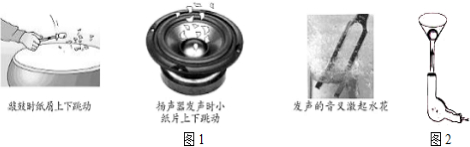 敲鼓时纸屑上下跳动
扬声器发声时小
纸片上下跳动
发声的音叉激起水花
图1
图2